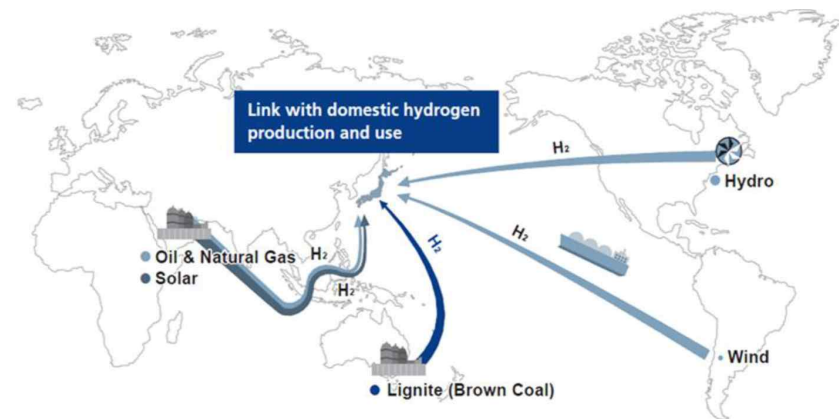 Link with domestic hydrogen
production and use
H₂
Hydro
H₂
Oil & Natural Gas
H₂
Solar
H₂
H₂
Wind
Lignite (Brown Coal)